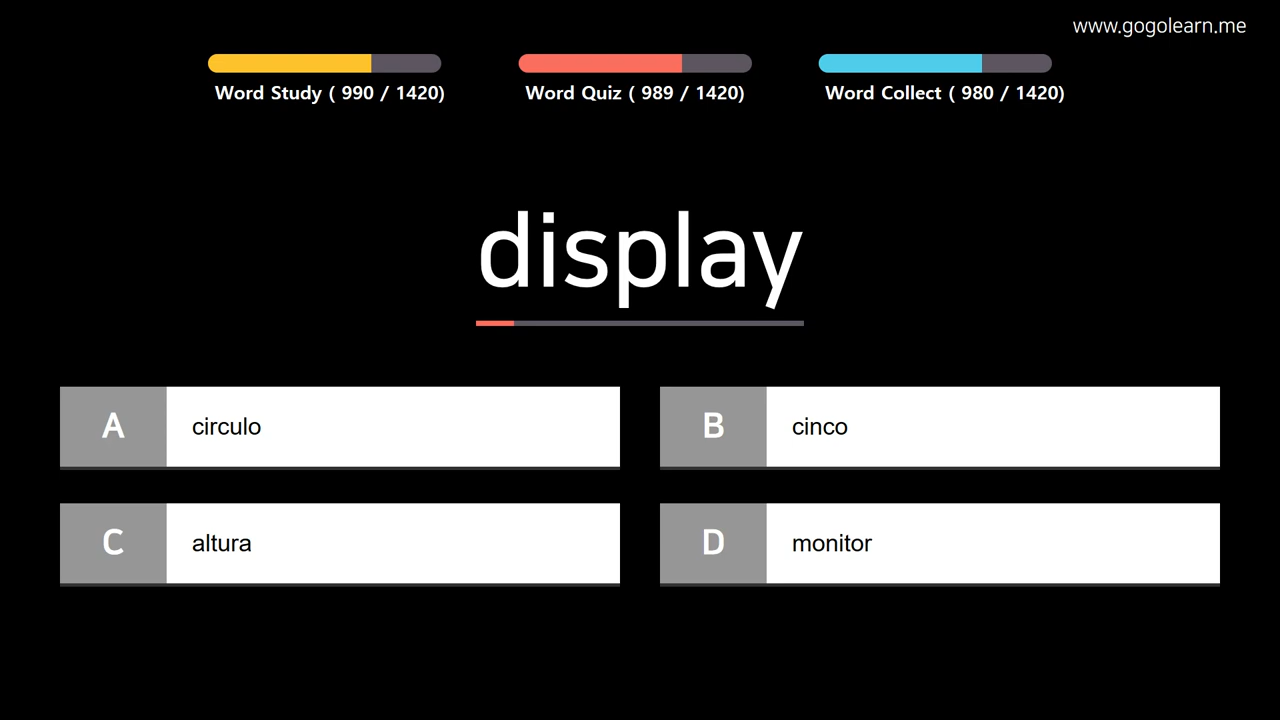 www.gogolearn.me
Word Study ( 990 / 1420)
Word Quiz ( 989 / 1420)
Word Collect ( 980 / 1420)
display
A circulo
B cinco
C altura
D monitor